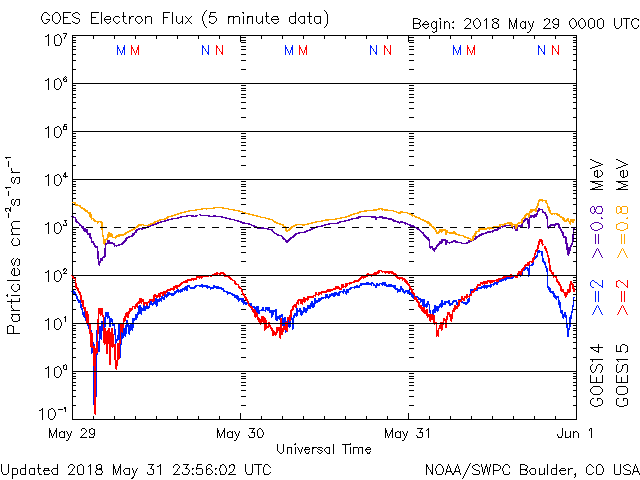 GOES Electron Flux (5 minute data)
Begin: 2018 May 29 0000 UTC
M M N N M M N N M M N N
10⁷
10⁶
10⁵
10⁴
10³
10²
10¹
10⁰
10⁻¹
Particles cm⁻²s⁻¹sr⁻¹
May 29 May 30 May 31 Jun 1
Universal Time
GOES14 >=2 >=0.8 MeV
GOES15 >=2 >=0.8 MeV
Updated 2018 May 31 23:56:02 UTC
NOAA/SWPC Boulder, CO USA